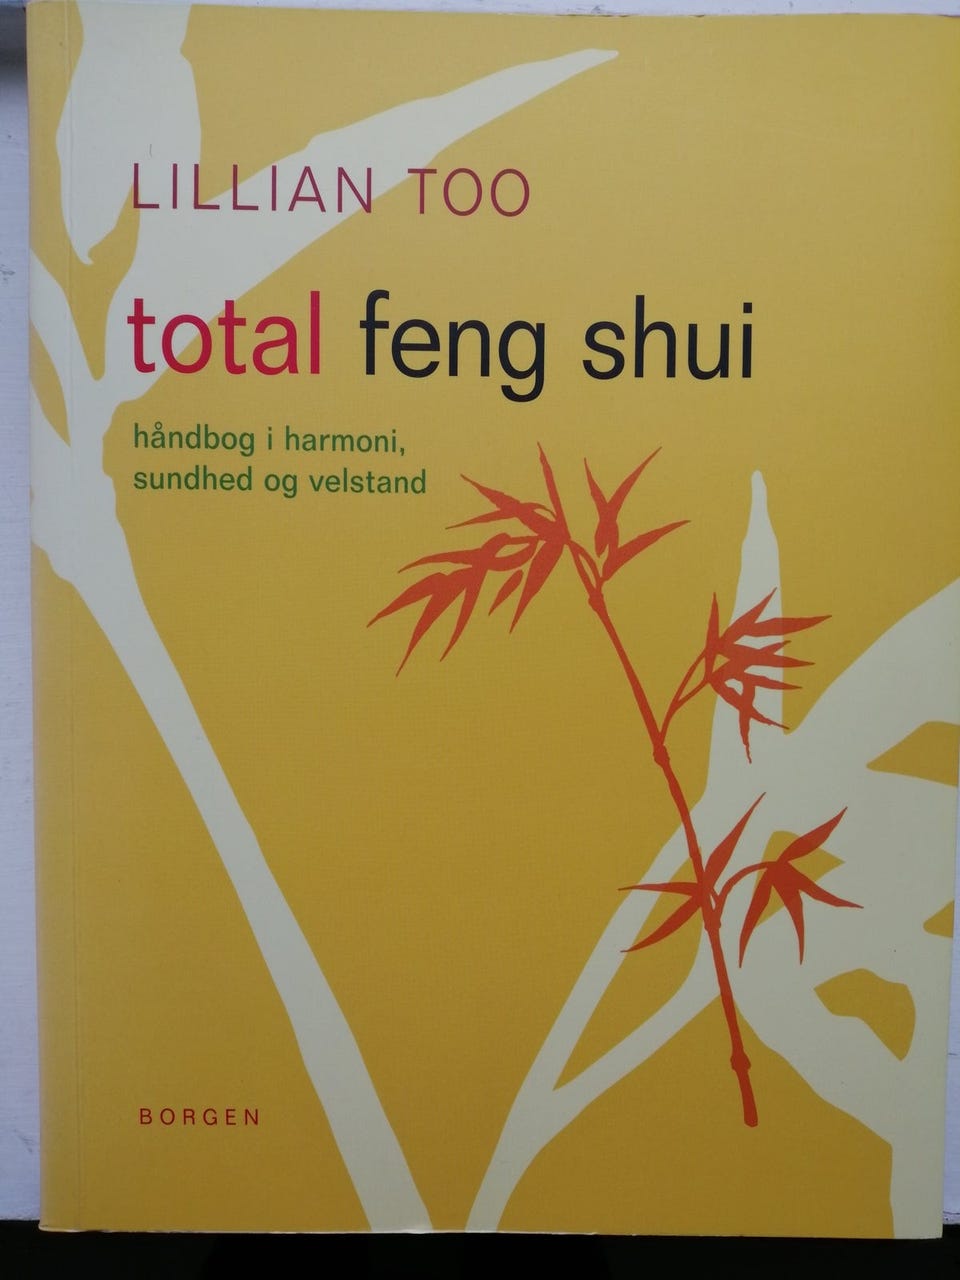 LILLIAN TOO
total feng shui
håndbog i harmoni,
sundhed og velstand
BORGEN